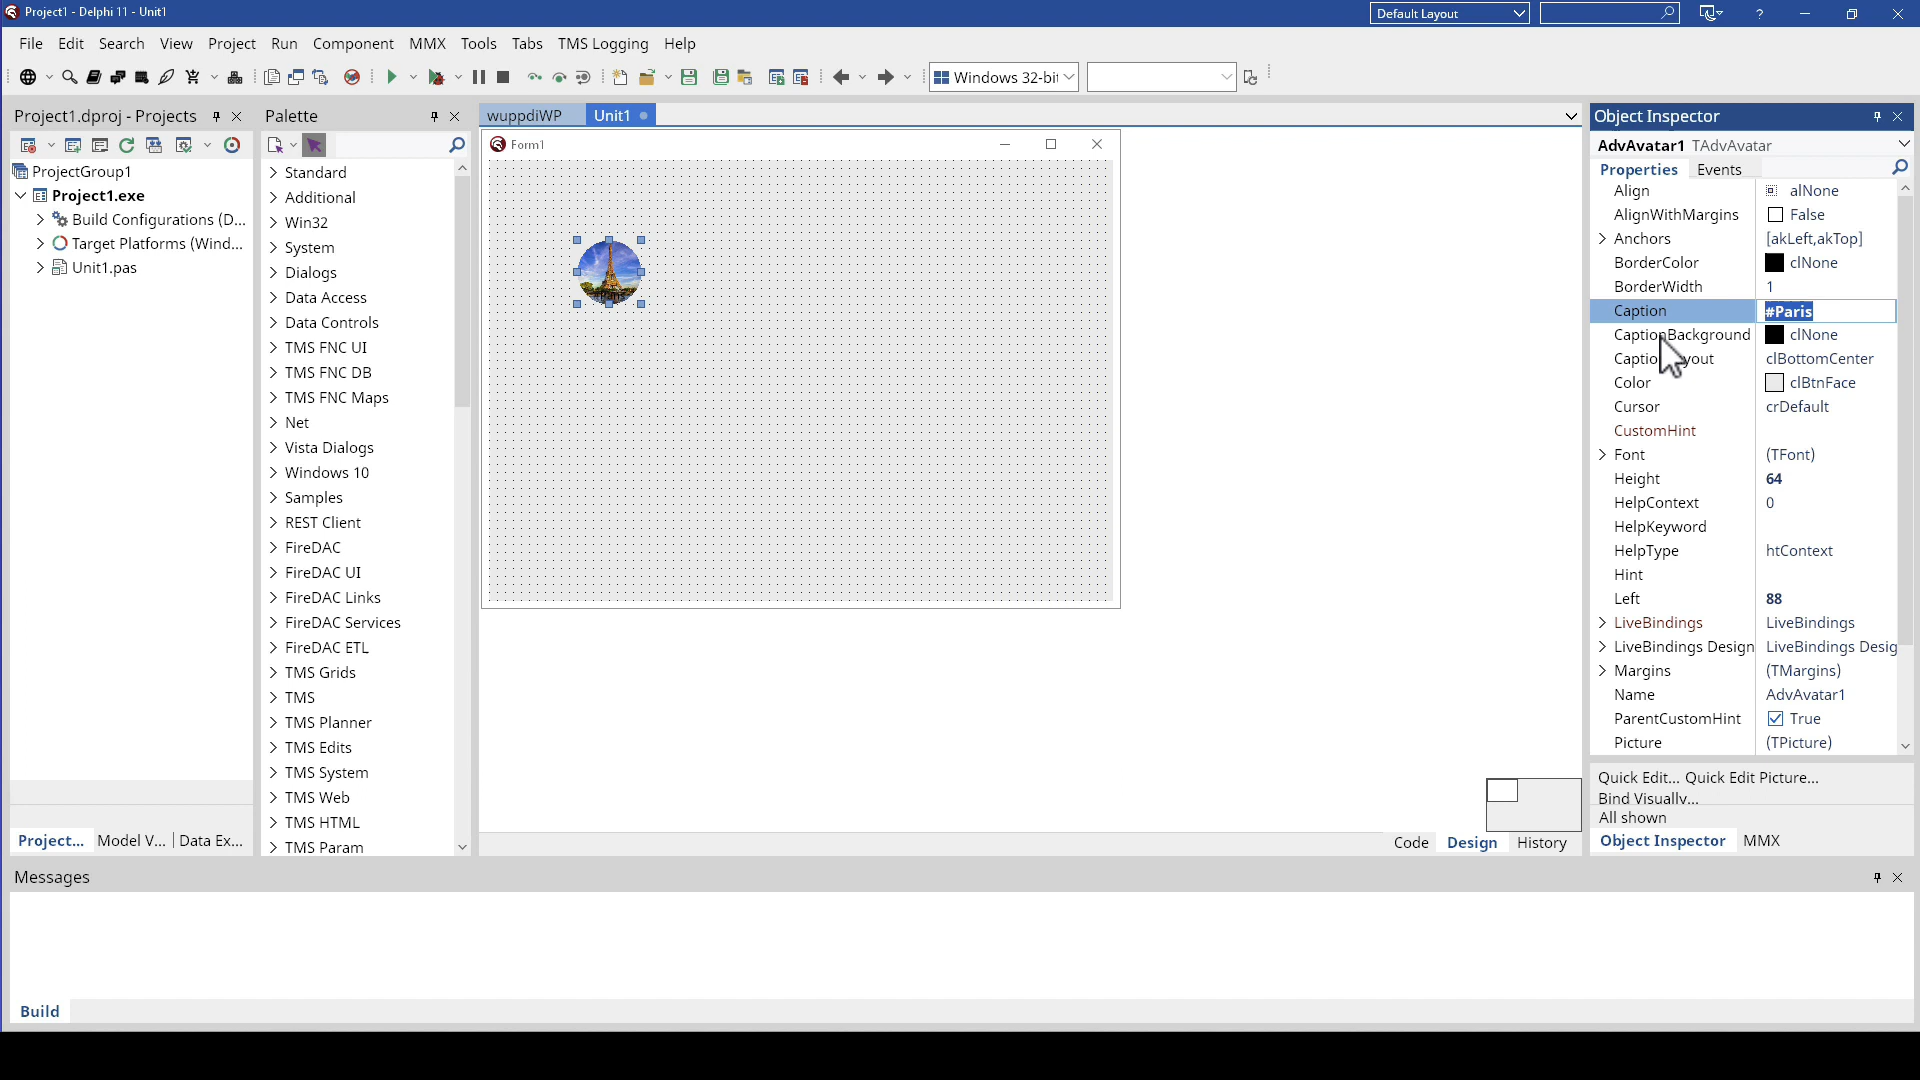 Project1 - Delphi 11 - Unit1
Default Layout
?
File Edit Search View Project Run Component MMX Tools Tabs TMS Logging Help
Windows 32-bit
Project1.dproj - Projects
ProjectGroup1
Project1.exe
Build Configurations (D...
Target Platforms (Wind...
Unit1.pas
Project... Model V... Data Ex...
Palette
Standard
Additional
Win32
System
Dialogs
Data Access
Data Controls
TMS FNC UI
TMS FNC DB
TMS FNC Maps
Net
Vista Dialogs
Windows 10
Samples
REST Client
FireDAC
FireDAC UI
FireDAC Links
FireDAC Services
FireDAC ETL
TMS Grids
TMS
TMS Planner
TMS Edits
TMS System
TMS Web
TMS HTML
TMS Param
wuppdiWP Unit1
Form1
Code Design History
Object Inspector
AdvAvatar1 TAdvAvatar
Properties Events
Align alNone
AlignWithMargins False
Anchors [akLeft,akTop]
BorderColor clNone
BorderWidth 1
Caption #Paris
CaptionBackground clNone
clBottomCenter
Color clBtnFace
Cursor crDefault
CustomHint
Font (TFont)
Height 64
HelpContext 0
HelpKeyword
HelpType htContext
Hint
Left 88
LiveBindings LiveBindings
LiveBindings Design LiveBindings Desig
Margins (TMargins)
Name AdvAvatar1
ParentCustomHint True
Picture (TPicture)
Quick Edit... Quick Edit Picture...
Bind Visually...
All shown
Object Inspector MMX
Messages
Build